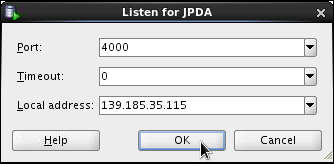 Listen for JPDA
Port: 4000
Timeout: 0
Local address: 139.185.35.115
Help OK Cancel